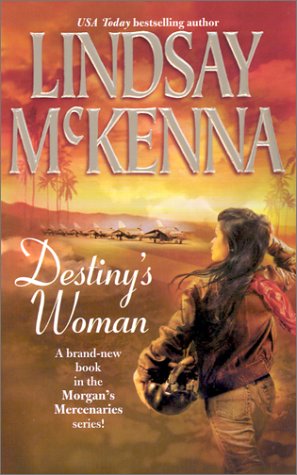 USA Today bestselling author
LINDSAY
McKENNA
Destiny's
Woman
A brand-new
book
in the
Morgan's
Mercenaries
series!